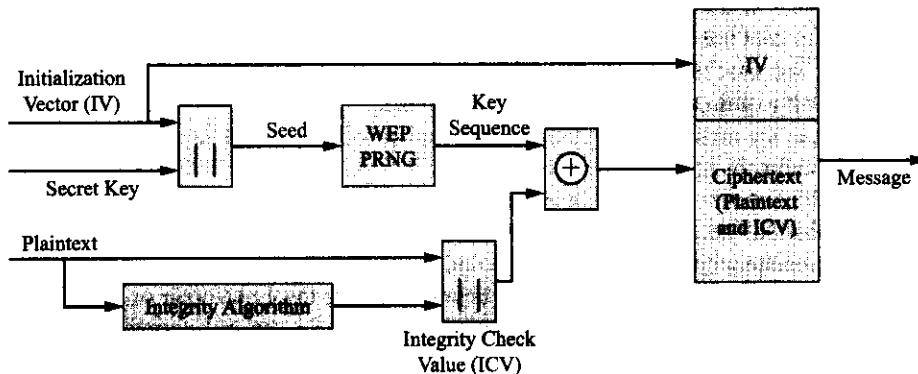 Initialization
Vector (IV)
Secret Key
| |
Seed
WEP
PRNG
Key
Sequence
+
IV
Ciphertext
(Plaintext
and ICV)
Message
Plaintext
Integrity Algorithm
| |
Integrity Check
Value (ICV)